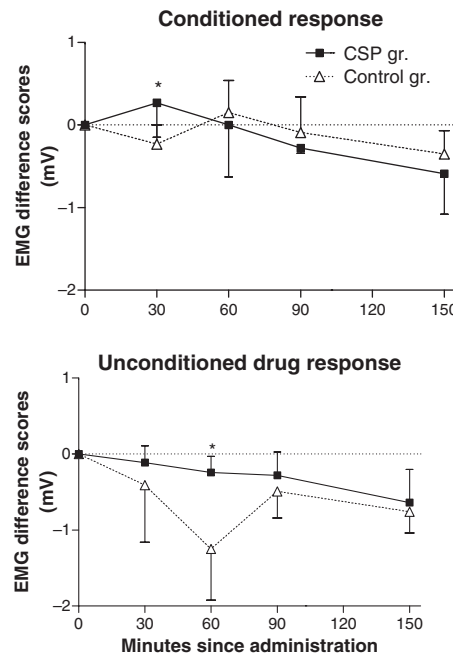 Conditioned response
CSP gr.
Control gr.
EMG difference scores
(mV)
1
*
0
−1
−2
0 30 60 90 120 150
Unconditioned drug response
EMG difference scores
(mV)
1
*
0
−1
−2
0 30 60 90 120 150
Minutes since administration